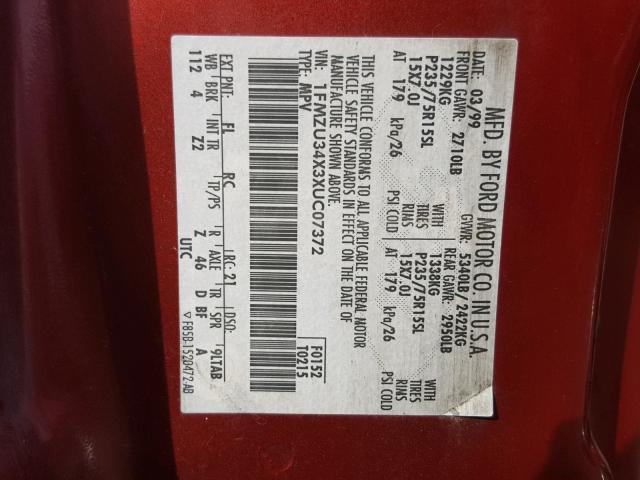 MFD. BY FORD MOTOR CO. IN U.S.A.
DATE: 03/99 GVWR: 5340LB/2422KG
FRONT GAWR: 2710LB REAR GAWR: 2950LB
1229KG WITH 1338KG WITH
P235/75R15SL TIRES P235/75R15SL TIRES
15X7.0J RIMS 15X7.0J RIMS
AT 179 kPa/26 PSI COLD AT 179 kPa/26 PSI COLD
THIS VEHICLE CONFORMS TO ALL APPLICABLE FEDERAL MOTOR
VEHICLE SAFETY STANDARDS IN EFFECT ON THE DATE OF
MANUFACTURE SHOWN ABOVE.
VIN: 1FMZU34X3XUC07372 F0152
TYPE: MPV T0215
EXT PNT: FL RC: 21 DSO:
WB BRK INT TR TP/PS R AXLE TR SPR 9LTAB
112 4 Z2 Z 46 D BF A
UTC ▽F85B-1520472-AB